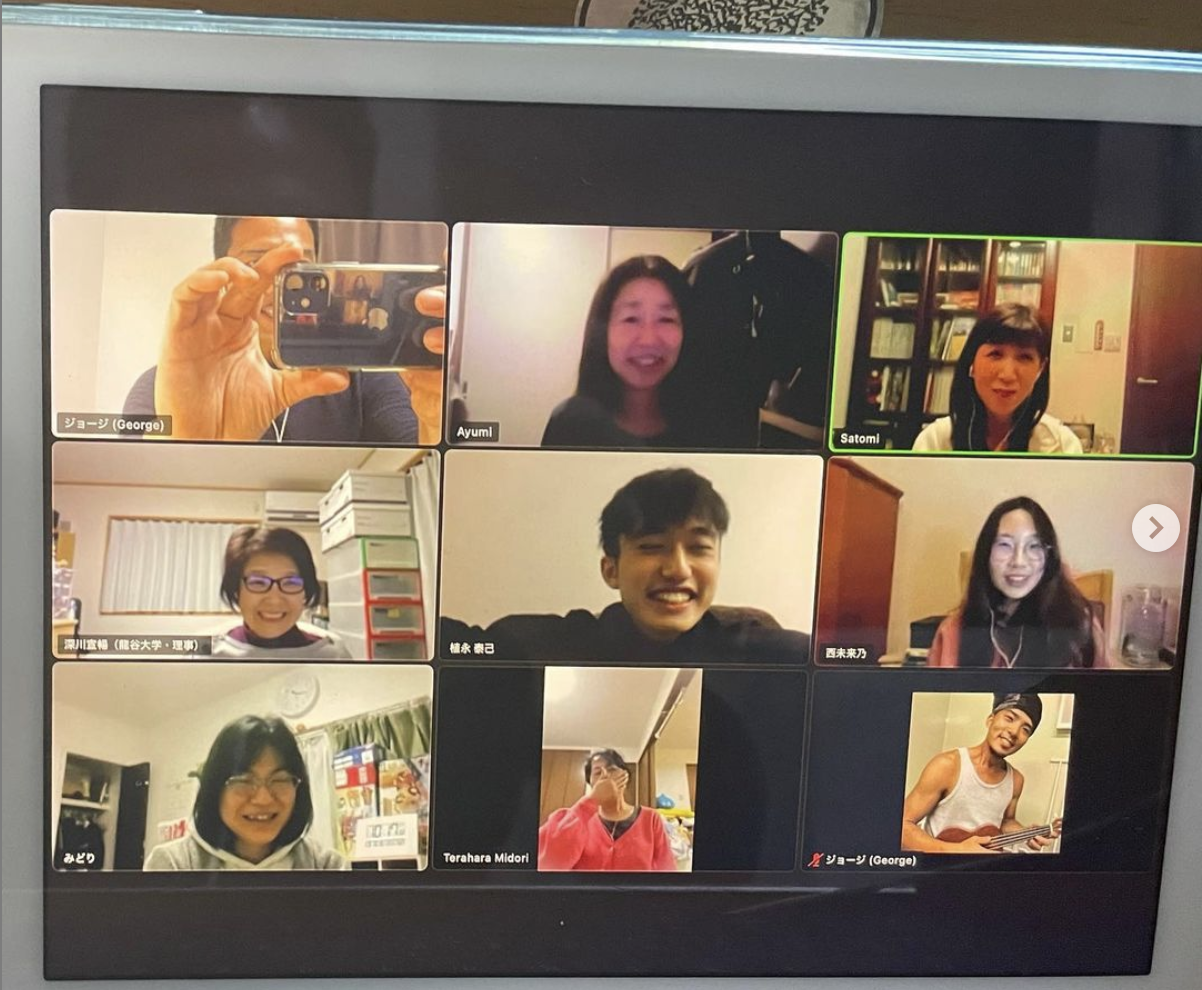 ジョージ (George)
Ayumi
Satomi
深川宣暢（龍谷大学・理事）
植永 泰己
西未来乃
みどり
Terahara Midori
ジョージ (George)